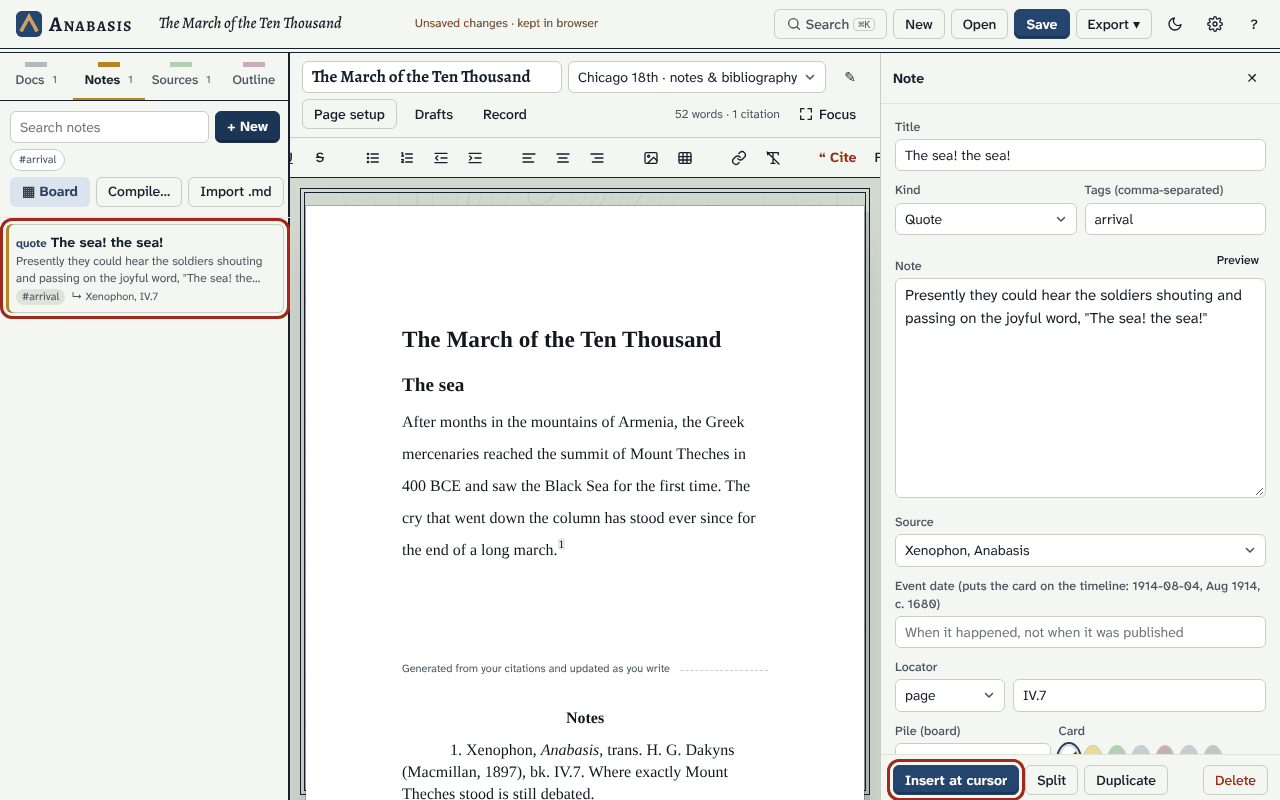 ANABASIS
The March of the Ten Thousand
Unsaved changes · kept in browser
Search ⌘K
New
Open
Save
Export ▾
?
Docs 1
Notes 1
Sources 1
Outline
Search notes
+ New
#arrival
▦ Board
Compile...
Import .md
quote The sea! the sea!
Presently they could hear the soldiers shouting
and passing on the joyful word, "The sea! the...
#arrival ↪ Xenophon, IV.7
The March of the Ten Thousand
Chicago 18th · notes & bibliography
✎
Page setup
Drafts
Record
52 words · 1 citation
Focus
S
❝ Cite
The March of the Ten Thousand
The sea
After months in the mountains of Armenia, the Greek
mercenaries reached the summit of Mount Theches in
400 BCE and saw the Black Sea for the first time. The
cry that went down the column has stood ever since for
the end of a long march.1
Generated from your citations and updated as you write
Notes
1. Xenophon, Anabasis, trans. H. G. Dakyns
(Macmillan, 1897), bk. IV.7. Where exactly Mount
Theches stood is still debated.
Note
✕
Title
The sea! the sea!
Kind
Tags (comma-separated)
Quote
arrival
Note
Preview
Presently they could hear the soldiers shouting and
passing on the joyful word, "The sea! the sea!"
Source
Xenophon, Anabasis
Event date (puts the card on the timeline: 1914-08-04, Aug 1914,
c. 1680)
When it happened, not when it was published
Locator
page
IV.7
Pile (board)
Card
Insert at cursor
Split
Duplicate
Delete